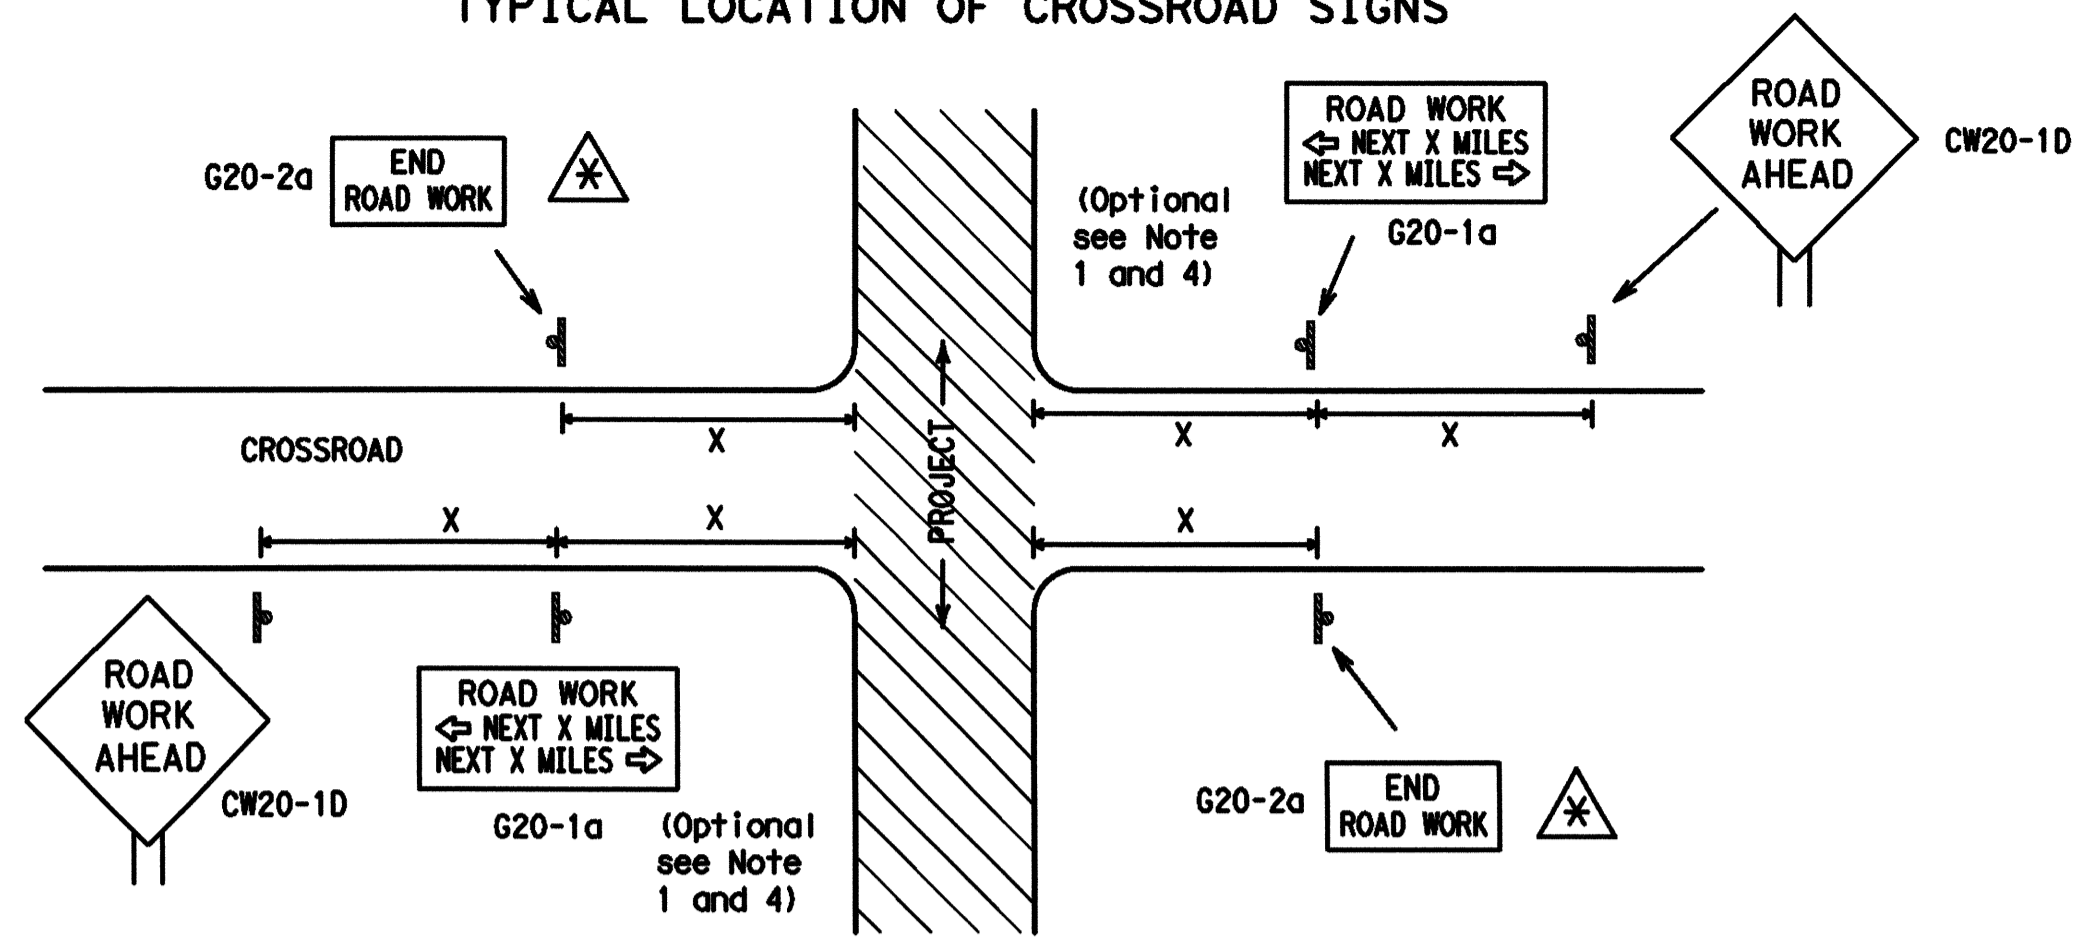 TYPICAL LOCATION OF CROSSROAD SIGNS
G20-2a
END
ROAD WORK
*
(Optional
see Note
1 and 4)
ROAD WORK
⇦ NEXT X MILES
NEXT X MILES ⇨
G20-1a
ROAD
WORK
AHEAD
CW20-1D
X
X
X
CROSSROAD
PROJECT
X
X
X
ROAD
WORK
AHEAD
CW20-1D
ROAD WORK
⇦ NEXT X MILES
NEXT X MILES ⇨
G20-1a
(Optional
see Note
1 and 4)
G20-2a
END
ROAD WORK
*